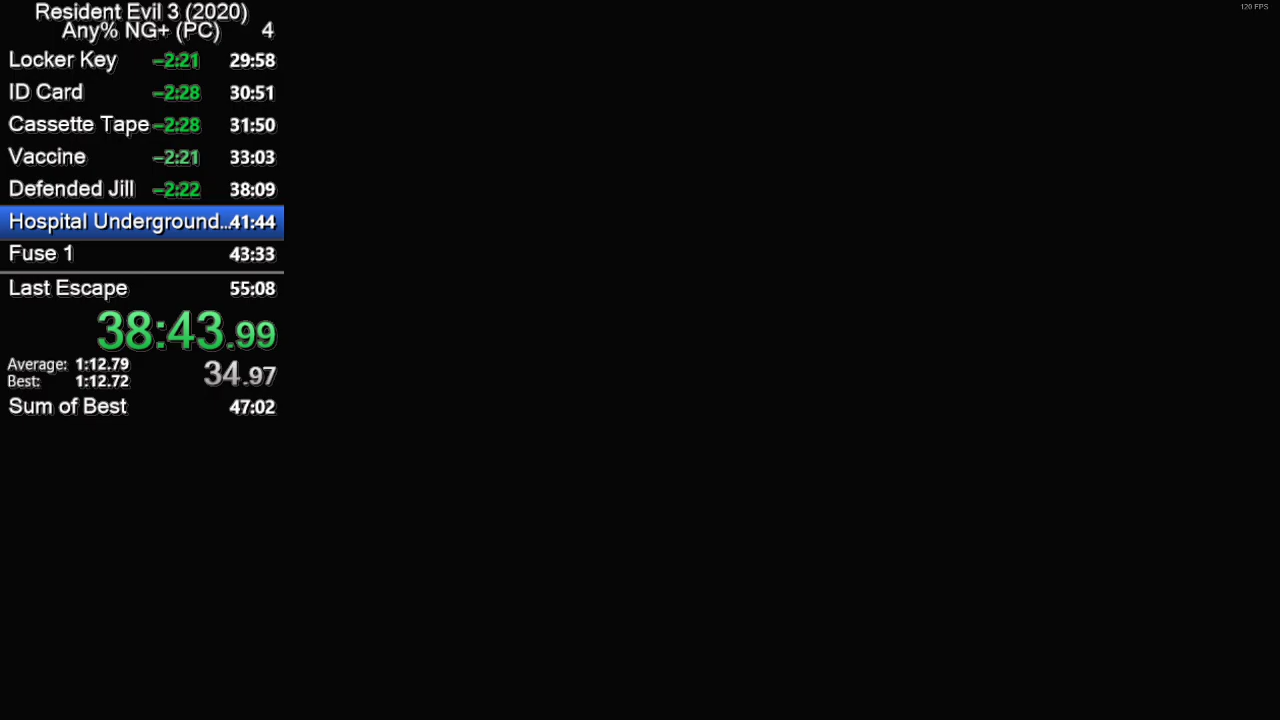 Resident Evil 3 (2020)
Any% NG+ (PC) 4
120 FPS
Locker Key −2:21 29:58
ID Card −2:28 30:51
Cassette Tape −2:28 31:50
Vaccine −2:21 33:03
Defended Jill −2:22 38:09
Hospital Underground... 41:44
Fuse 1 43:33
Last Escape 55:08
38:43.99
Average: 1:12.79
34.97
Best: 1:12.72
Sum of Best 47:02